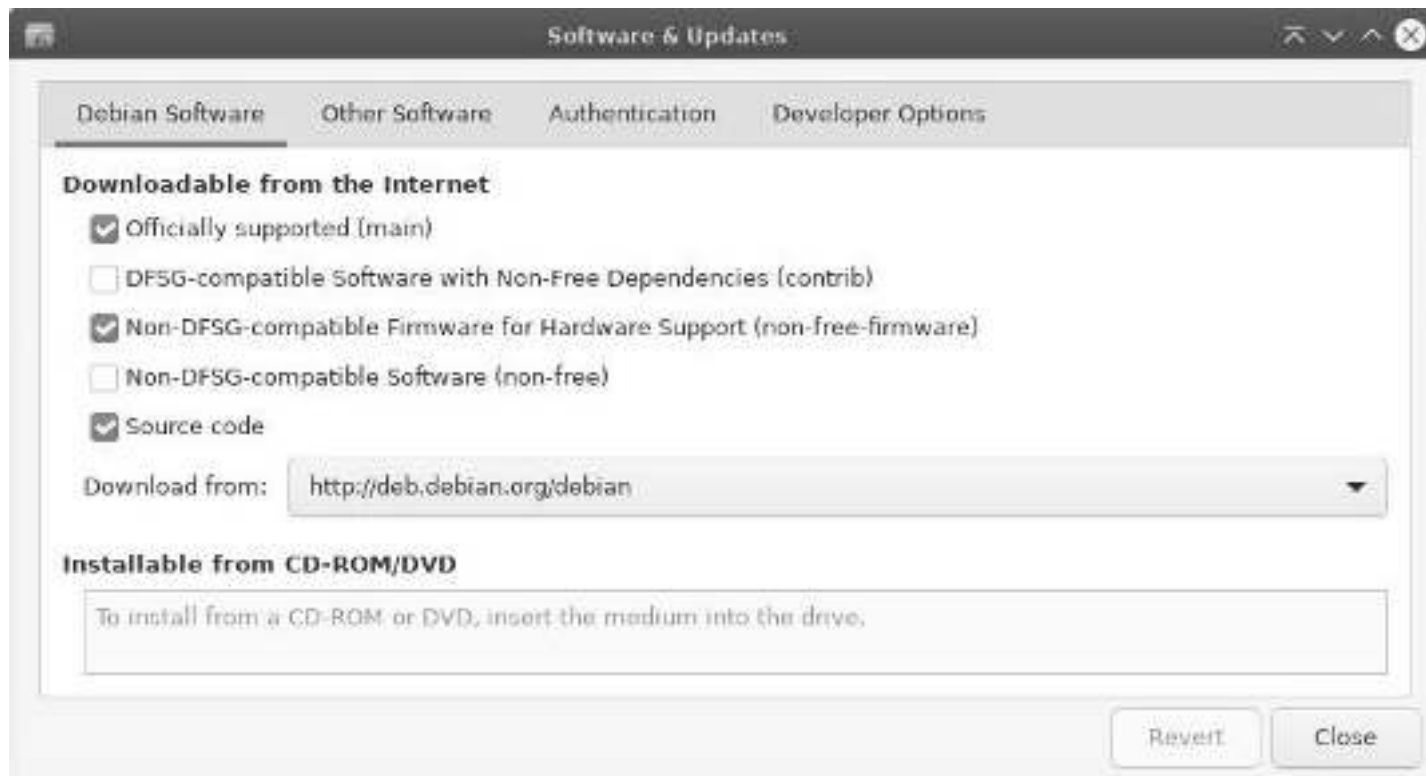 Software & Updates
Debian Software Other Software Authentication Developer Options
Downloadable from the Internet
Officially supported (main)
DFSG-compatible Software with Non-Free Dependencies (contrib)
Non-DFSG-compatible Firmware for Hardware Support (non-free-firmware)
Non-DFSG-compatible Software (non-free)
Source code
Download from: http://deb.debian.org/debian
Installable from CD-ROM/DVD
To install from a CD-ROM or DVD, insert the medium into the drive.
Revert Close